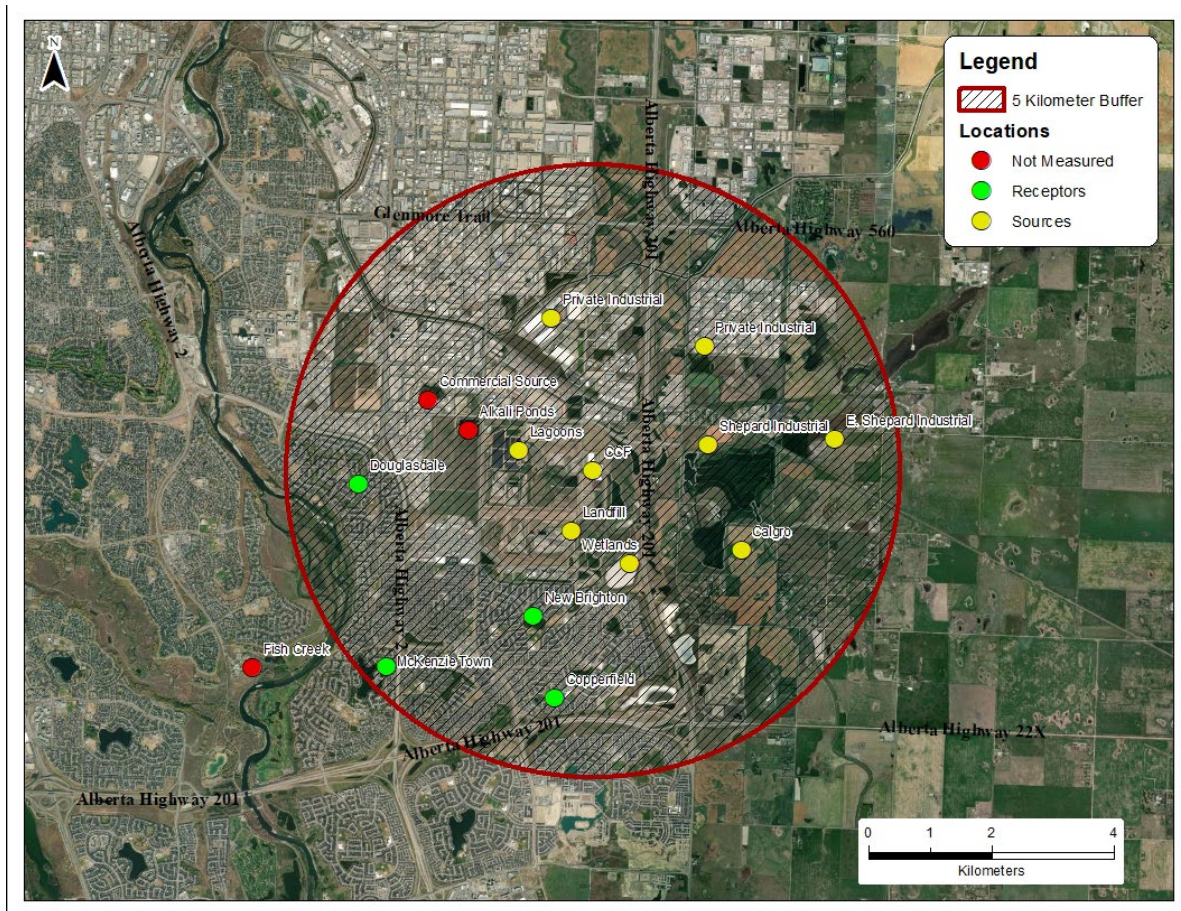 N
Legend
5 Kilometer Buffer
Locations
Not Measured
Receptors
Sources
Alberta Highway 201
Glenmore Trail
Alberta Highway 560
Alberta Highway 2
Private Industrial
Private Industrial
Commercial Source
Alkali Ponds
Lagoons
Shepard Industrial
E. Shepard Industrial
CCF
Douglasdale
Alberta Highway 201
Landfill
Wetlands
Calgro
Alberta Highway 2
New Brighton
Fish Creek
McKenzie Town
Copperfield
Alberta Highway 201
Alberta Highway 22X
Alberta Highway 201
0 1 2 4
Kilometers